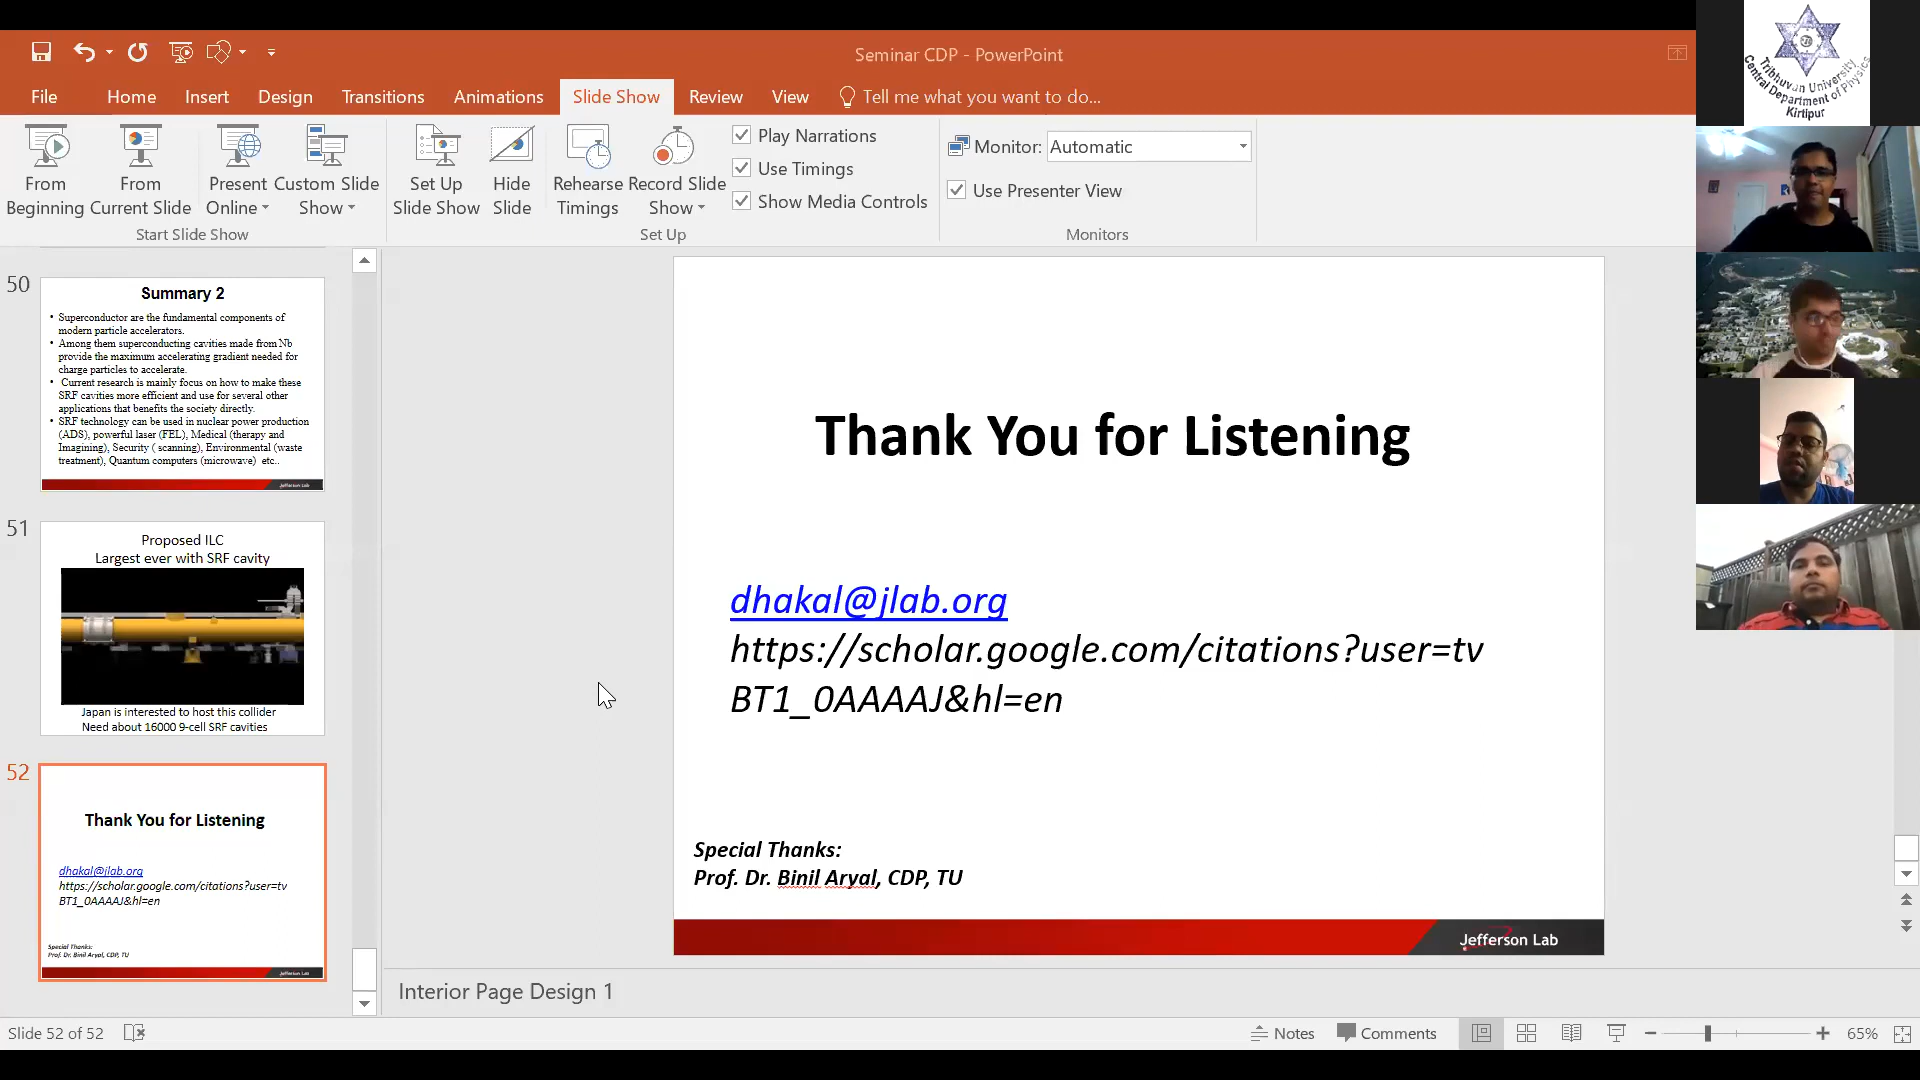 Seminar CDP - PowerPoint
File Home Insert Design Transitions Animations Slide Show Review View Tell me what you want to do...
From Beginning
From Current Slide
Present Online
Custom Slide Show
Start Slide Show
Set Up Slide Show
Hide Slide
Rehearse Timings
Record Slide Show
Play Narrations
Use Timings
Show Media Controls
Set Up
Monitor: Automatic
Use Presenter View
Monitors
Tribhuvan University
Central Department of Physics
Kirtipur
50
Summary 2
• Superconductor are the fundamental components of
modern particle accelerators.
• Among them superconducting cavities made from Nb
provide the maximum accelerating gradient needed for
charge particles to accelerate.
• Current research is mainly focus on how to make these
SRF cavities more efficient and use for several other
applications that benefits the society directly.
• SRF technology can be used in nuclear power production
(ADS), powerful laser (FEL), Medical (therapy and
Imagining), Security ( scanning), Environmental (waste
treatment), Quantum computers (microwave) etc..
Jefferson Lab
51
Proposed ILC
Largest ever with SRF cavity
Japan is interested to host this collider
Need about 16000 9-cell SRF cavities
52
Thank You for Listening
dhakal@jlab.org
https://scholar.google.com/citations?user=tv
BT1_0AAAAJ&hl=en
Special Thanks:
Prof. Dr. Binil Aryal, CDP, TU
Jefferson Lab
Thank You for Listening
dhakal@jlab.org
https://scholar.google.com/citations?user=tv
BT1_0AAAAJ&hl=en
Special Thanks:
Prof. Dr. Binil Aryal, CDP, TU
Jefferson Lab
Interior Page Design 1
Slide 52 of 52
Notes
Comments
65%